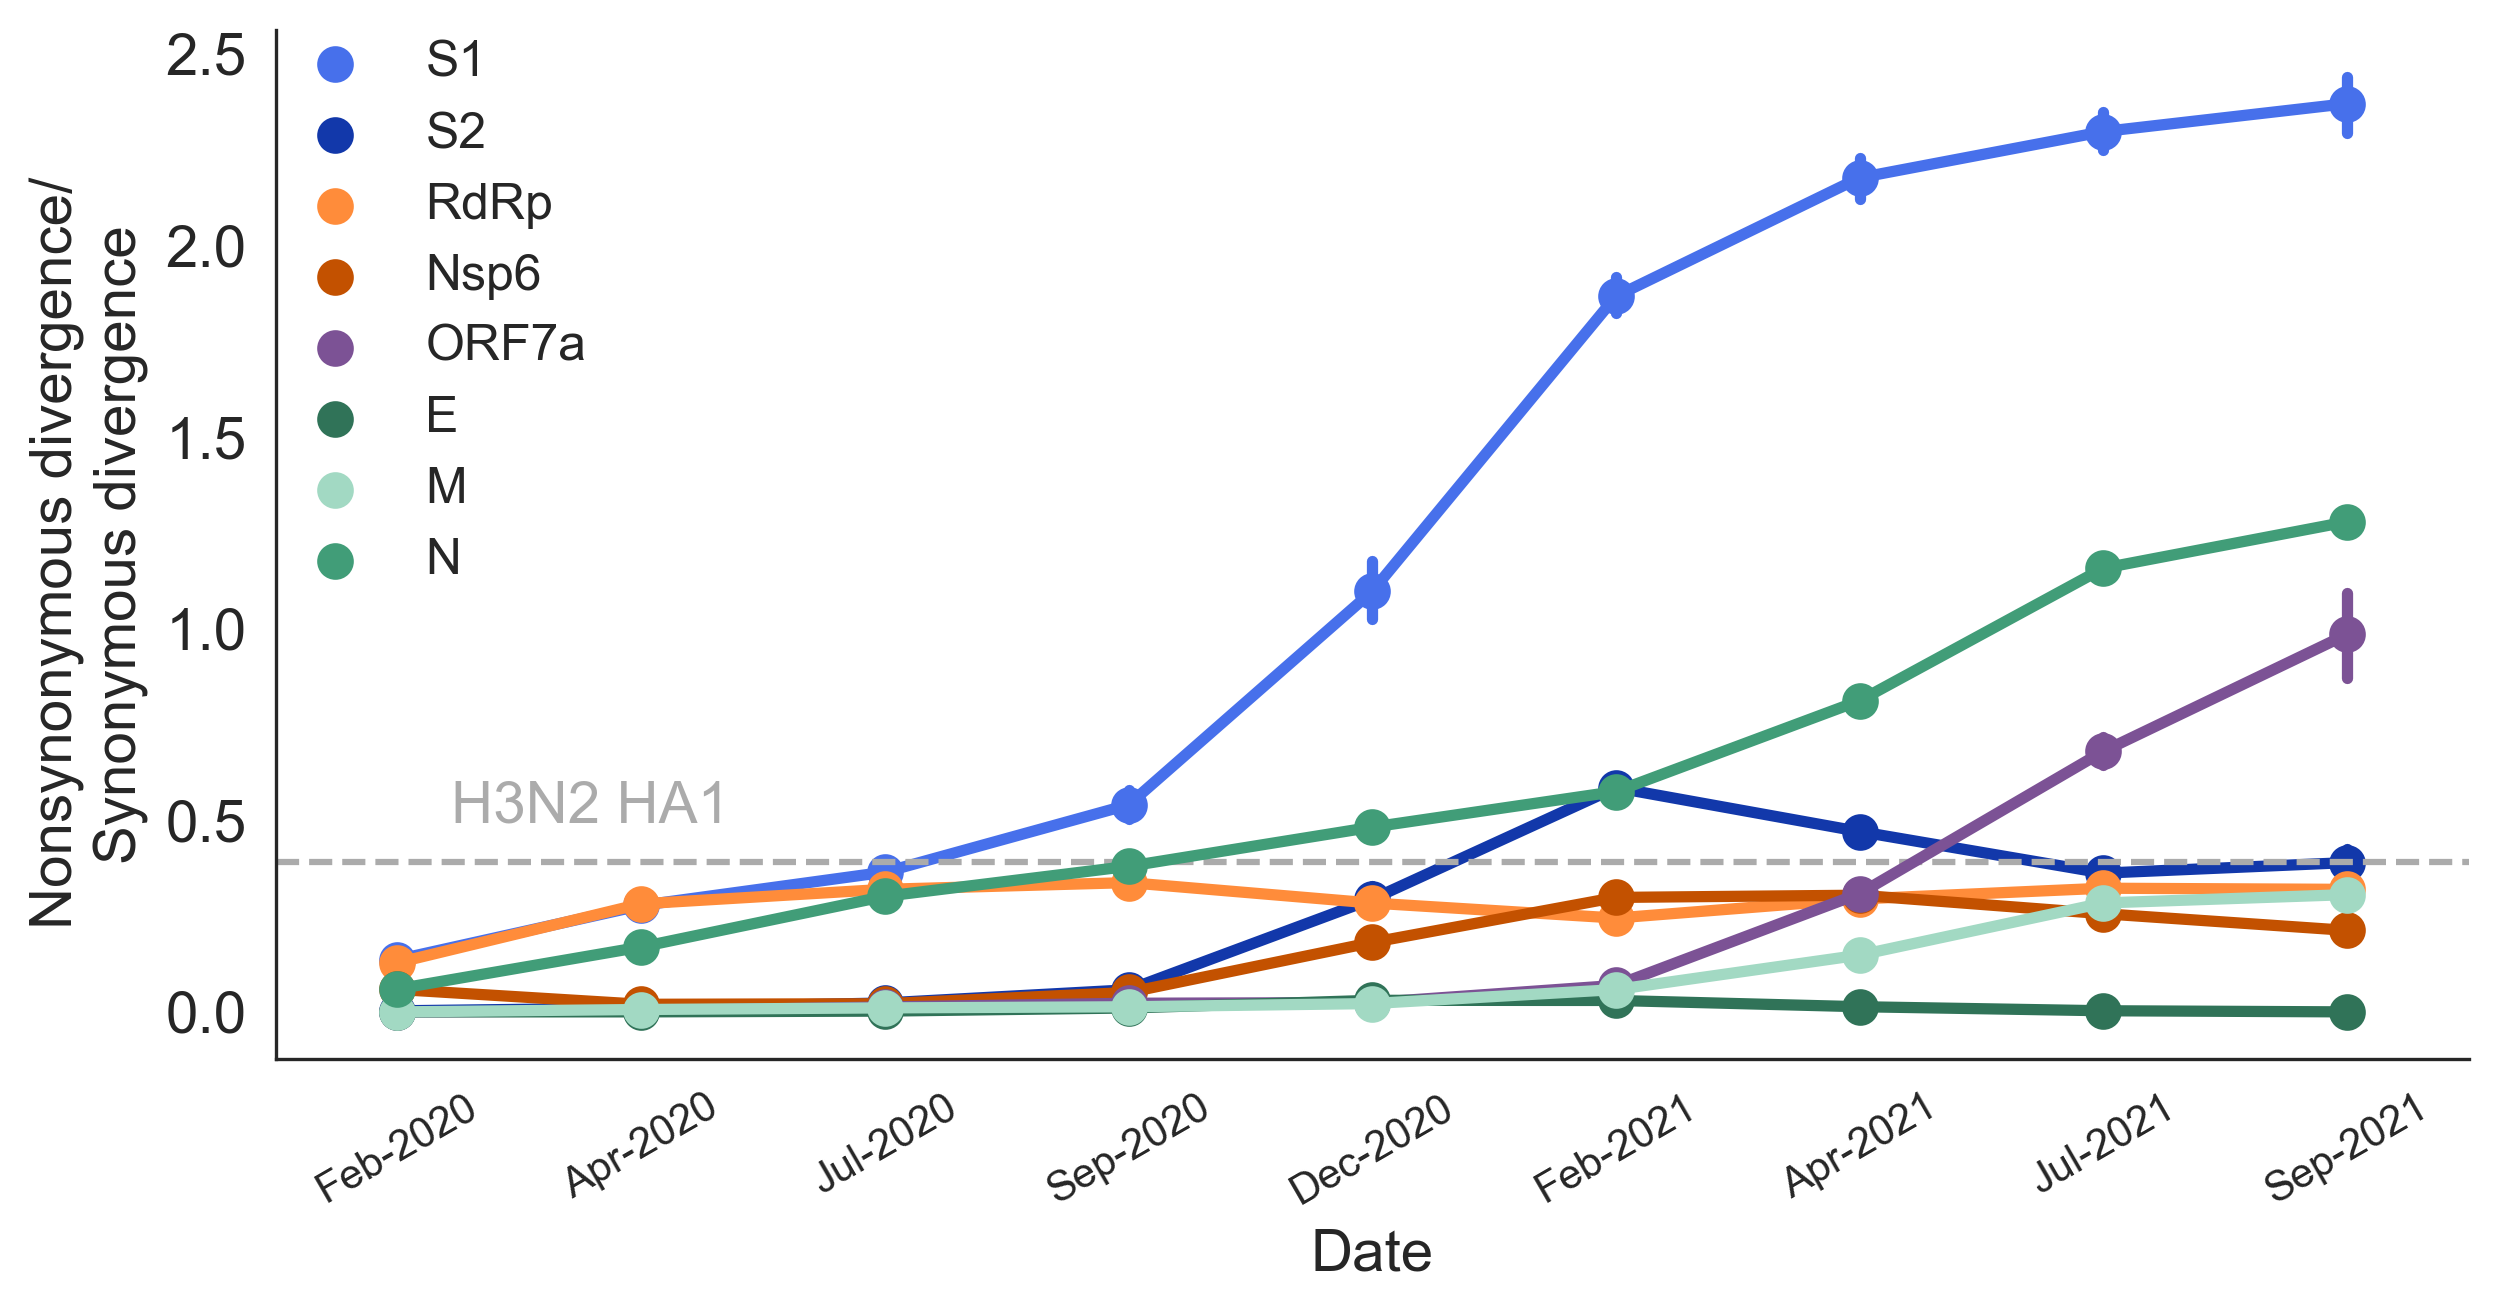 2.5
2.0
1.5
1.0
0.5
0.0
Nonsynonymous divergence/
Synonymous divergence
S1
S2
RdRp
Nsp6
ORF7a
E
M
N
H3N2 HA1
Feb-2020
Apr-2020
Jul-2020
Sep-2020
Dec-2020
Feb-2021
Apr-2021
Jul-2021
Sep-2021
Date